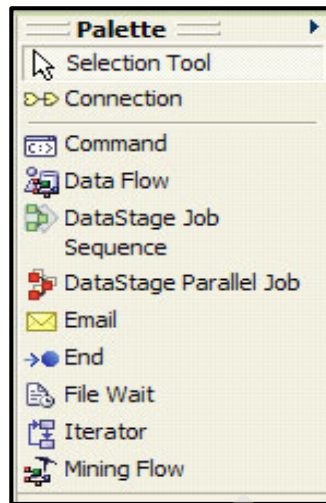 Palette
Selection Tool
Connection
Command
Data Flow
DataStage Job
Sequence
DataStage Parallel Job
Email
End
File Wait
Iterator
Mining Flow